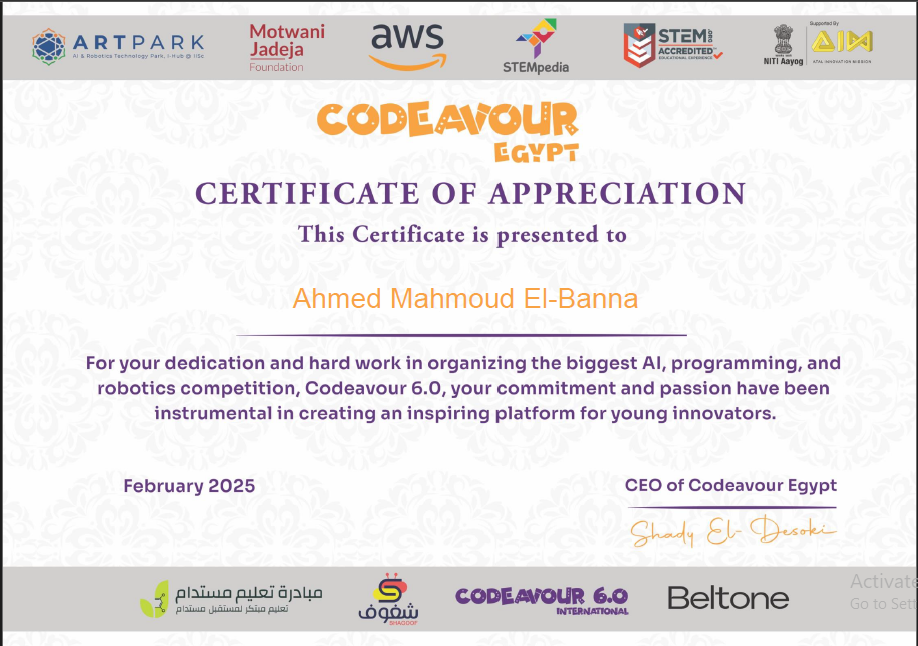 ARTPARK
AI & Robotics Technology Park, I-Hub @ IISc
Motwani
Jadeja
Foundation
aws
STEMpedia
STEM
.ORG
ACCREDITED™
EDUCATIONAL EXPERIENCE
NITI Aayog
Supported By
AIM
ATAL INNOVATION MISSION
CODEAVOUR
EGYPT
CERTIFICATE OF APPRECIATION
This Certificate is presented to
Ahmed Mahmoud El-Banna
For your dedication and hard work in organizing the biggest AI, programming, and
robotics competition, Codeavour 6.0, your commitment and passion have been
instrumental in creating an inspiring platform for young innovators.
February 2025
CEO of Codeavour Egypt
Shady El-Desoki
مبادرة تعليم مستدام
تعليم مبتكر لمستقبل مستدام
شغوف
SHAGOOF
CODEAVOUR 6.0
INTERNATIONAL
Beltone
Activate
Go to Sett